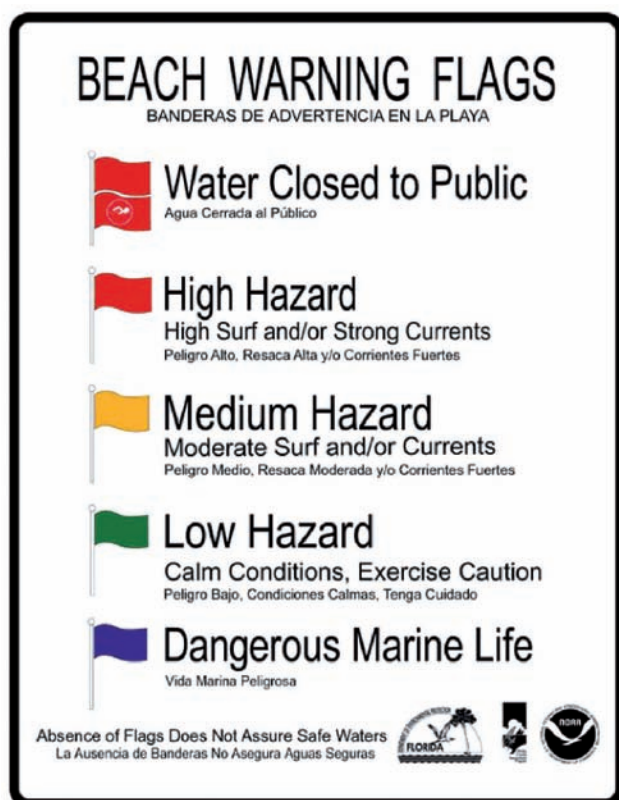 BEACH WARNING FLAGS
BANDERAS DE ADVERTENCIA EN LA PLAYA
Water Closed to Public
Agua Cerrada al Público
High Hazard
High Surf and/or Strong Currents
Peligro Alto, Resaca Alta y/o Corrientes Fuertes
Medium Hazard
Moderate Surf and/or Currents
Peligro Medio, Resaca Moderada y/o Corrientes Fuertes
Low Hazard
Calm Conditions, Exercise Caution
Peligro Bajo, Condiciones Calmas, Tenga Cuidado
Dangerous Marine Life
Vida Marina Peligrosa
Absence of Flags Does Not Assure Safe Waters
La Ausencia de Banderas No Asegura Aguas Seguras
FLORIDA
NOAA